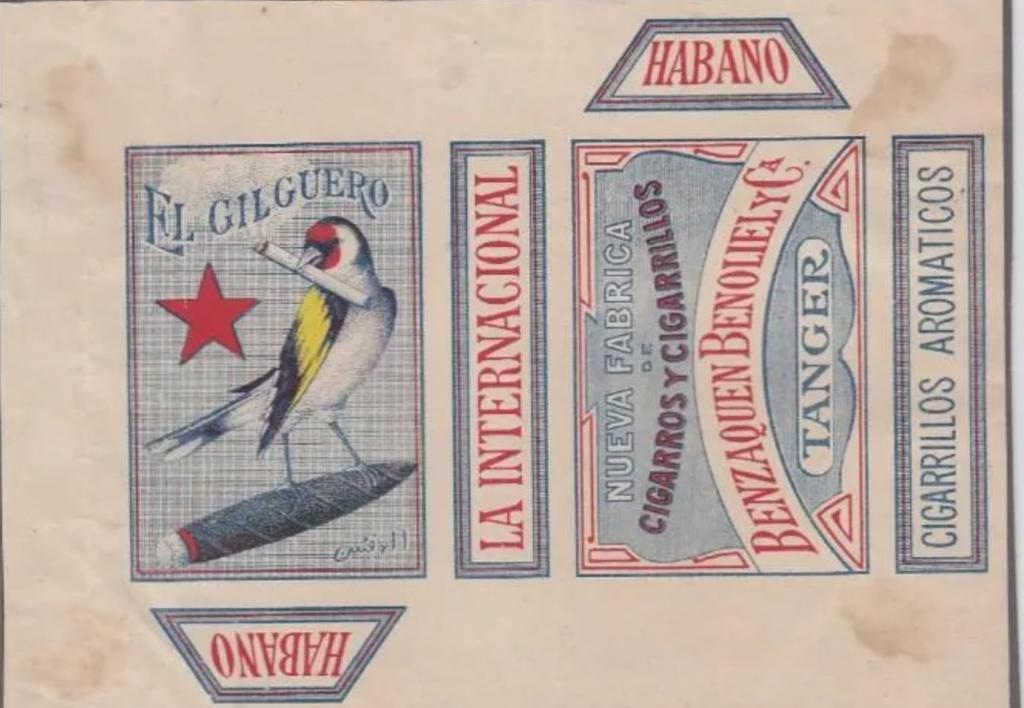 HABANO
EL GILGUERO
LA INTERNACIONAL
NUEVA FABRICA
DE
CIGARROS Y CIGARRILLOS
BENZAQUEN BENOLIEL Y Cª.
TANGER
CIGARRILLOS AROMATICOS
HABANO